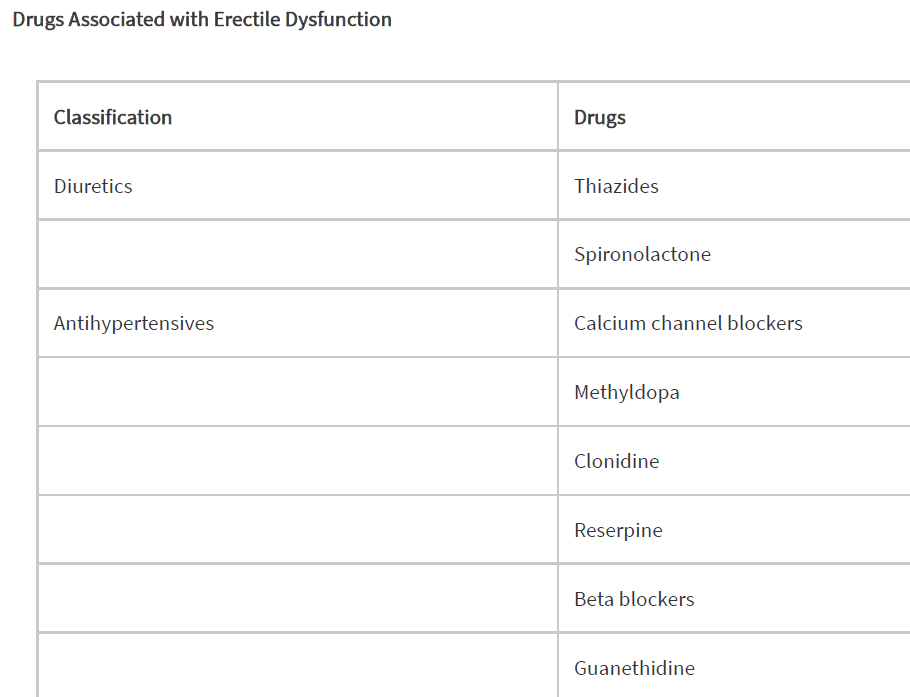 Drugs Associated with Erectile Dysfunction
Classification Drugs
Diuretics Thiazides
Spironolactone
Antihypertensives Calcium channel blockers
Methyldopa
Clonidine
Reserpine
Beta blockers
Guanethidine